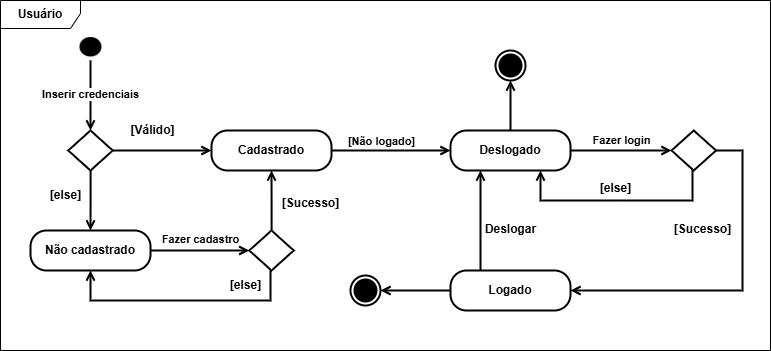 Usuário
Inserir credenciais
[Válido]
Cadastrado
[Não logado]
Deslogado
Fazer login
[else]
[else]
[Sucesso]
[Sucesso]
Deslogar
Não cadastrado
Fazer cadastro
[else]
Logado